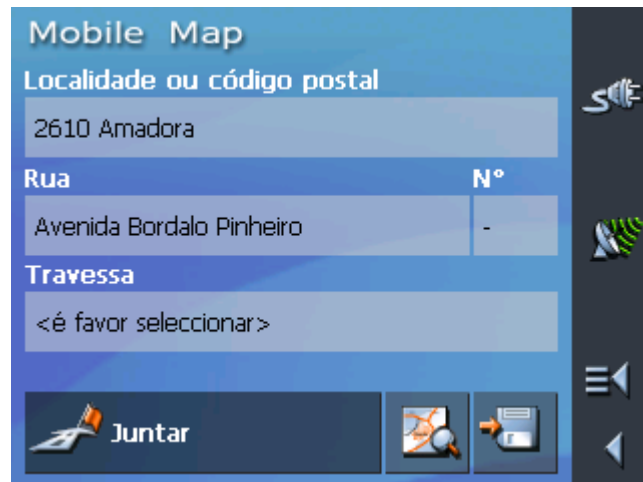 Mobile Map
Localidade ou código postal
2610 Amadora
Rua Nº
Avenida Bordalo Pinheiro -
Travessa
<é favor seleccionar>
Juntar